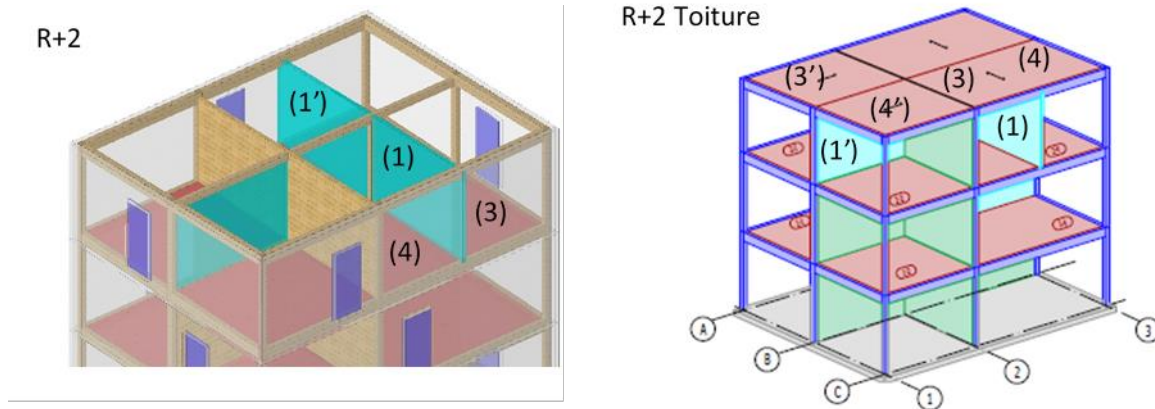 R+2
(1’)
(1)
(3)
(4)
R+2 Toiture
(3’)
(3)
(4)
(4’)
(1)
(1’)
A
B
C
1
2
3